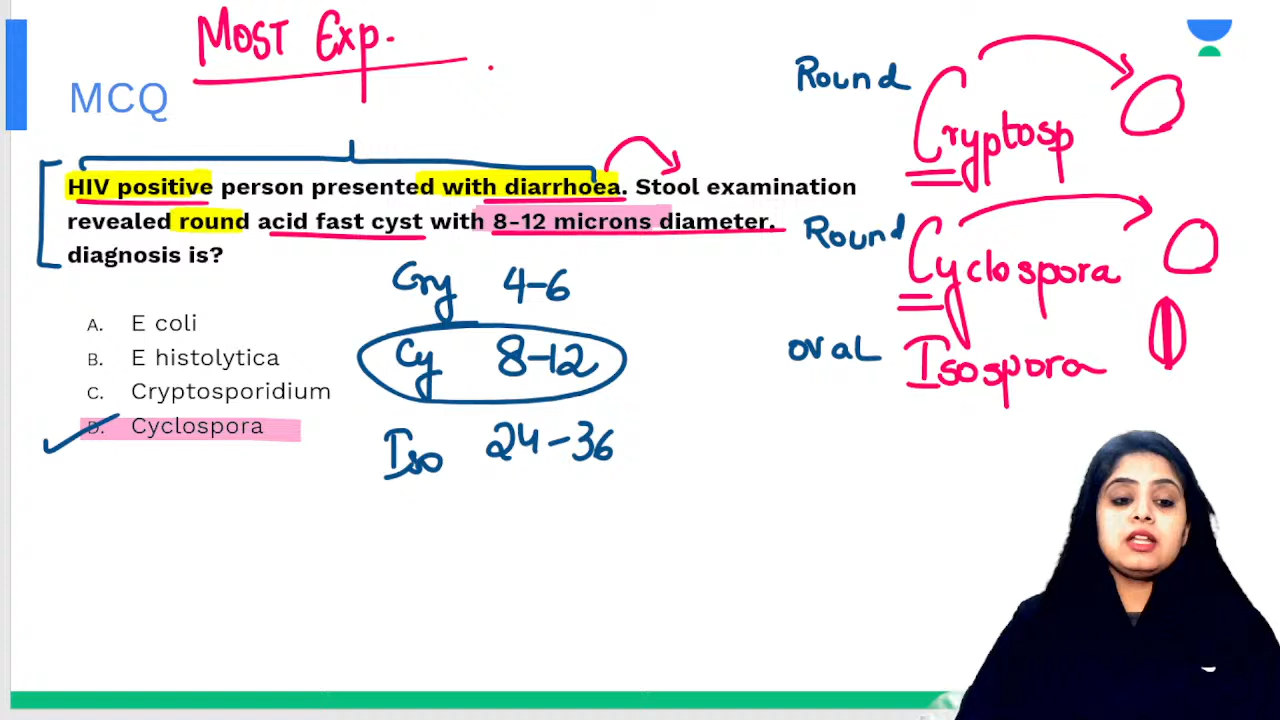 MOST Exp.
MCQ
HIV positive person presented with diarrhoea. Stool examination
revealed round acid fast cyst with 8-12 microns diameter.
diagnosis is?
A. E coli
B. E histolytica
C. Cryptosporidium
D. Cyclospora
Cry 4-6
Cy 8-12
Iso 24-36
Round Cryptosp
Round Cyclospora
OVAL Isospora